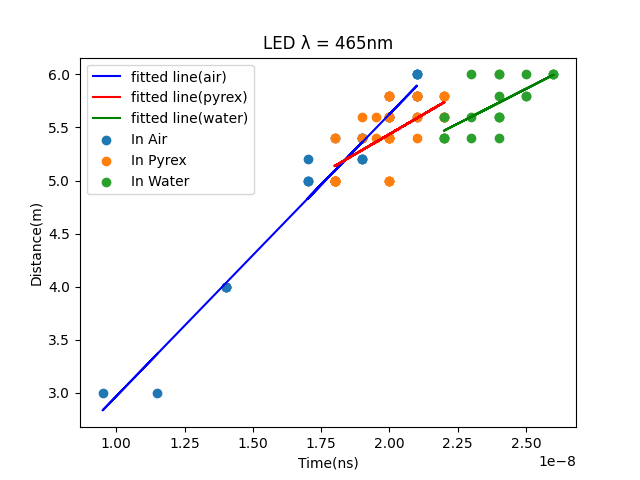 LED λ = 465nm
6.0
5.5
5.0
4.5
4.0
3.5
3.0
Distance(m)
fitted line(air)
fitted line(pyrex)
fitted line(water)
In Air
In Pyrex
In Water
1.00 1.25 1.50 1.75 2.00 2.25 2.50
Time(ns)
1e−8